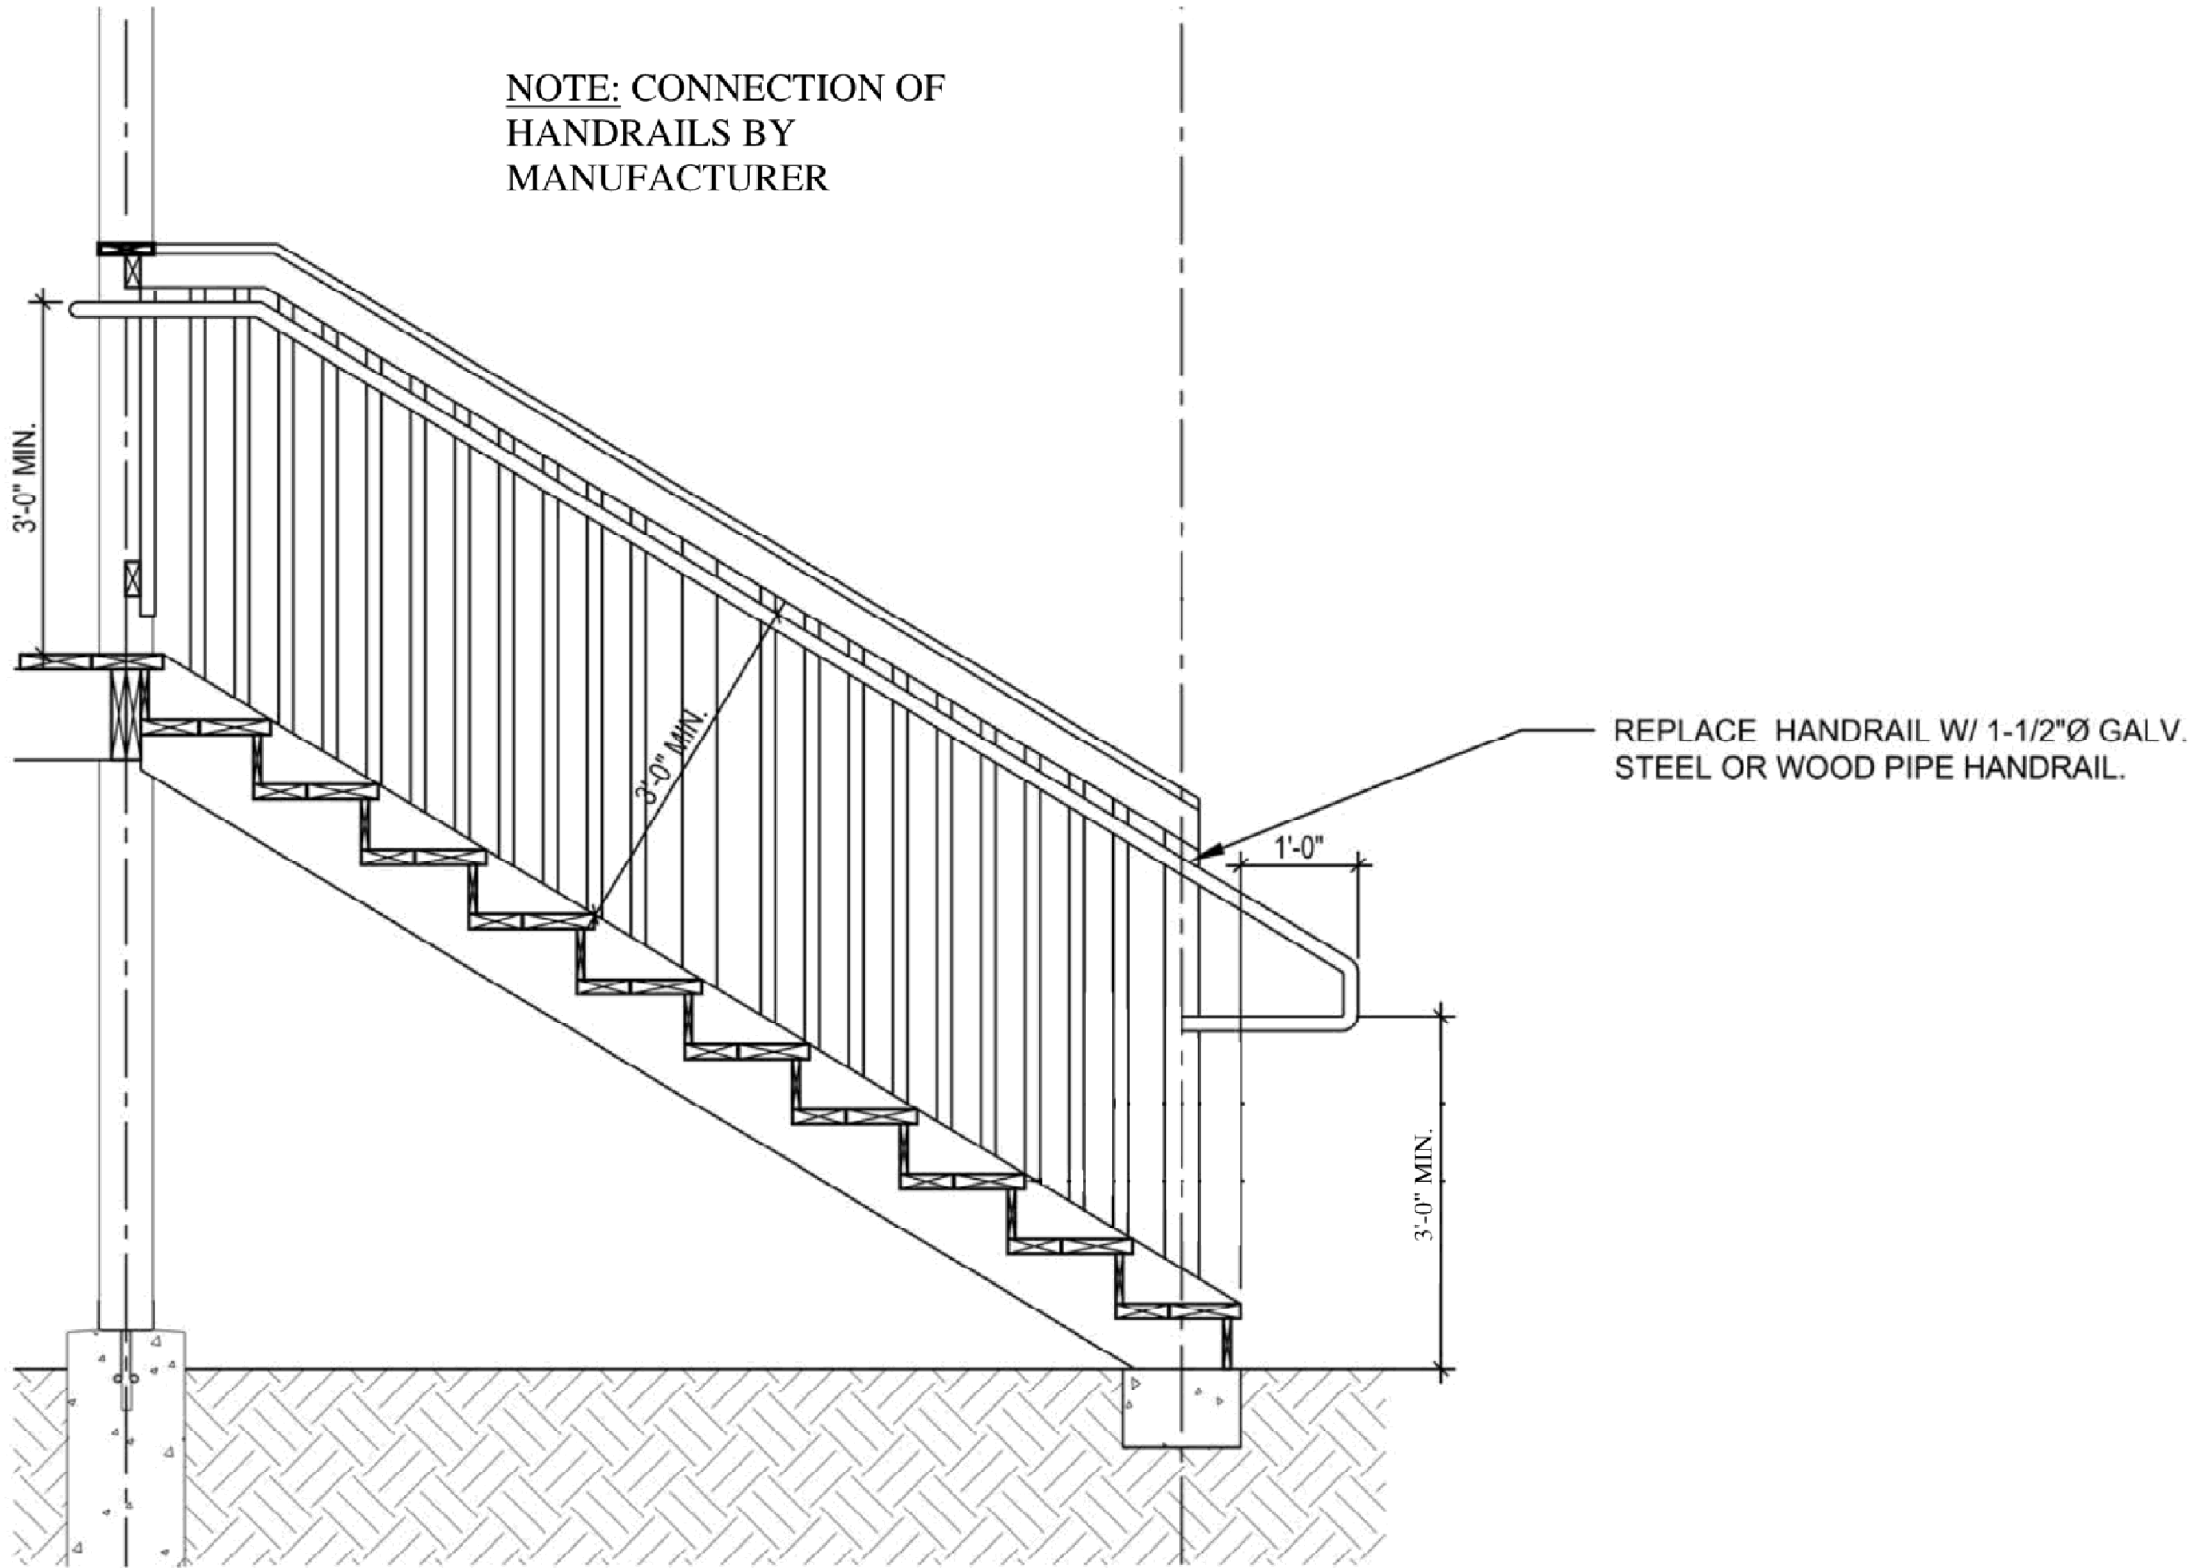 NOTE: CONNECTION OF
HANDRAILS BY
MANUFACTURER
3'-0" MIN.
3'-0" MIN.
REPLACE HANDRAIL W/ 1-1/2"Ø GALV.
STEEL OR WOOD PIPE HANDRAIL.
1'-0"
3'-0" MIN.